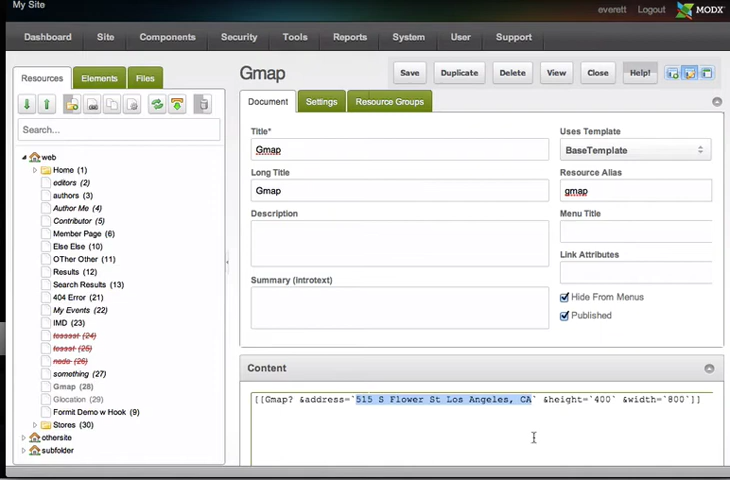 My Site
everett Logout MODX
Dashboard Site Components Security Tools Reports System User Support
Resources Elements Files
Search...
web
Home (1)
editors (2)
authors (3)
Author Me (4)
Contributor (5)
Member Page (6)
Else Else (10)
OTher Other (11)
Results (12)
Search Results (13)
404 Error (21)
My Events (22)
IMD (23)
tesssst (24)
tessst (25)
nada (26)
something (27)
Gmap (28)
Glocation (29)
Formit Demo w Hook (9)
Stores (30)
othersite
subfolder
Gmap
Save Duplicate Delete View Close Help!
Document Settings Resource Groups
Title*
Gmap
Long Title
Gmap
Description
Summary (introtext)
Uses Template
BaseTemplate
Resource Alias
gmap
Menu Title
Link Attributes
Hide From Menus
Published
Content
[[Gmap? &address=`515 S Flower St Los Angeles, CA` &height=`400` &width=`800`]]